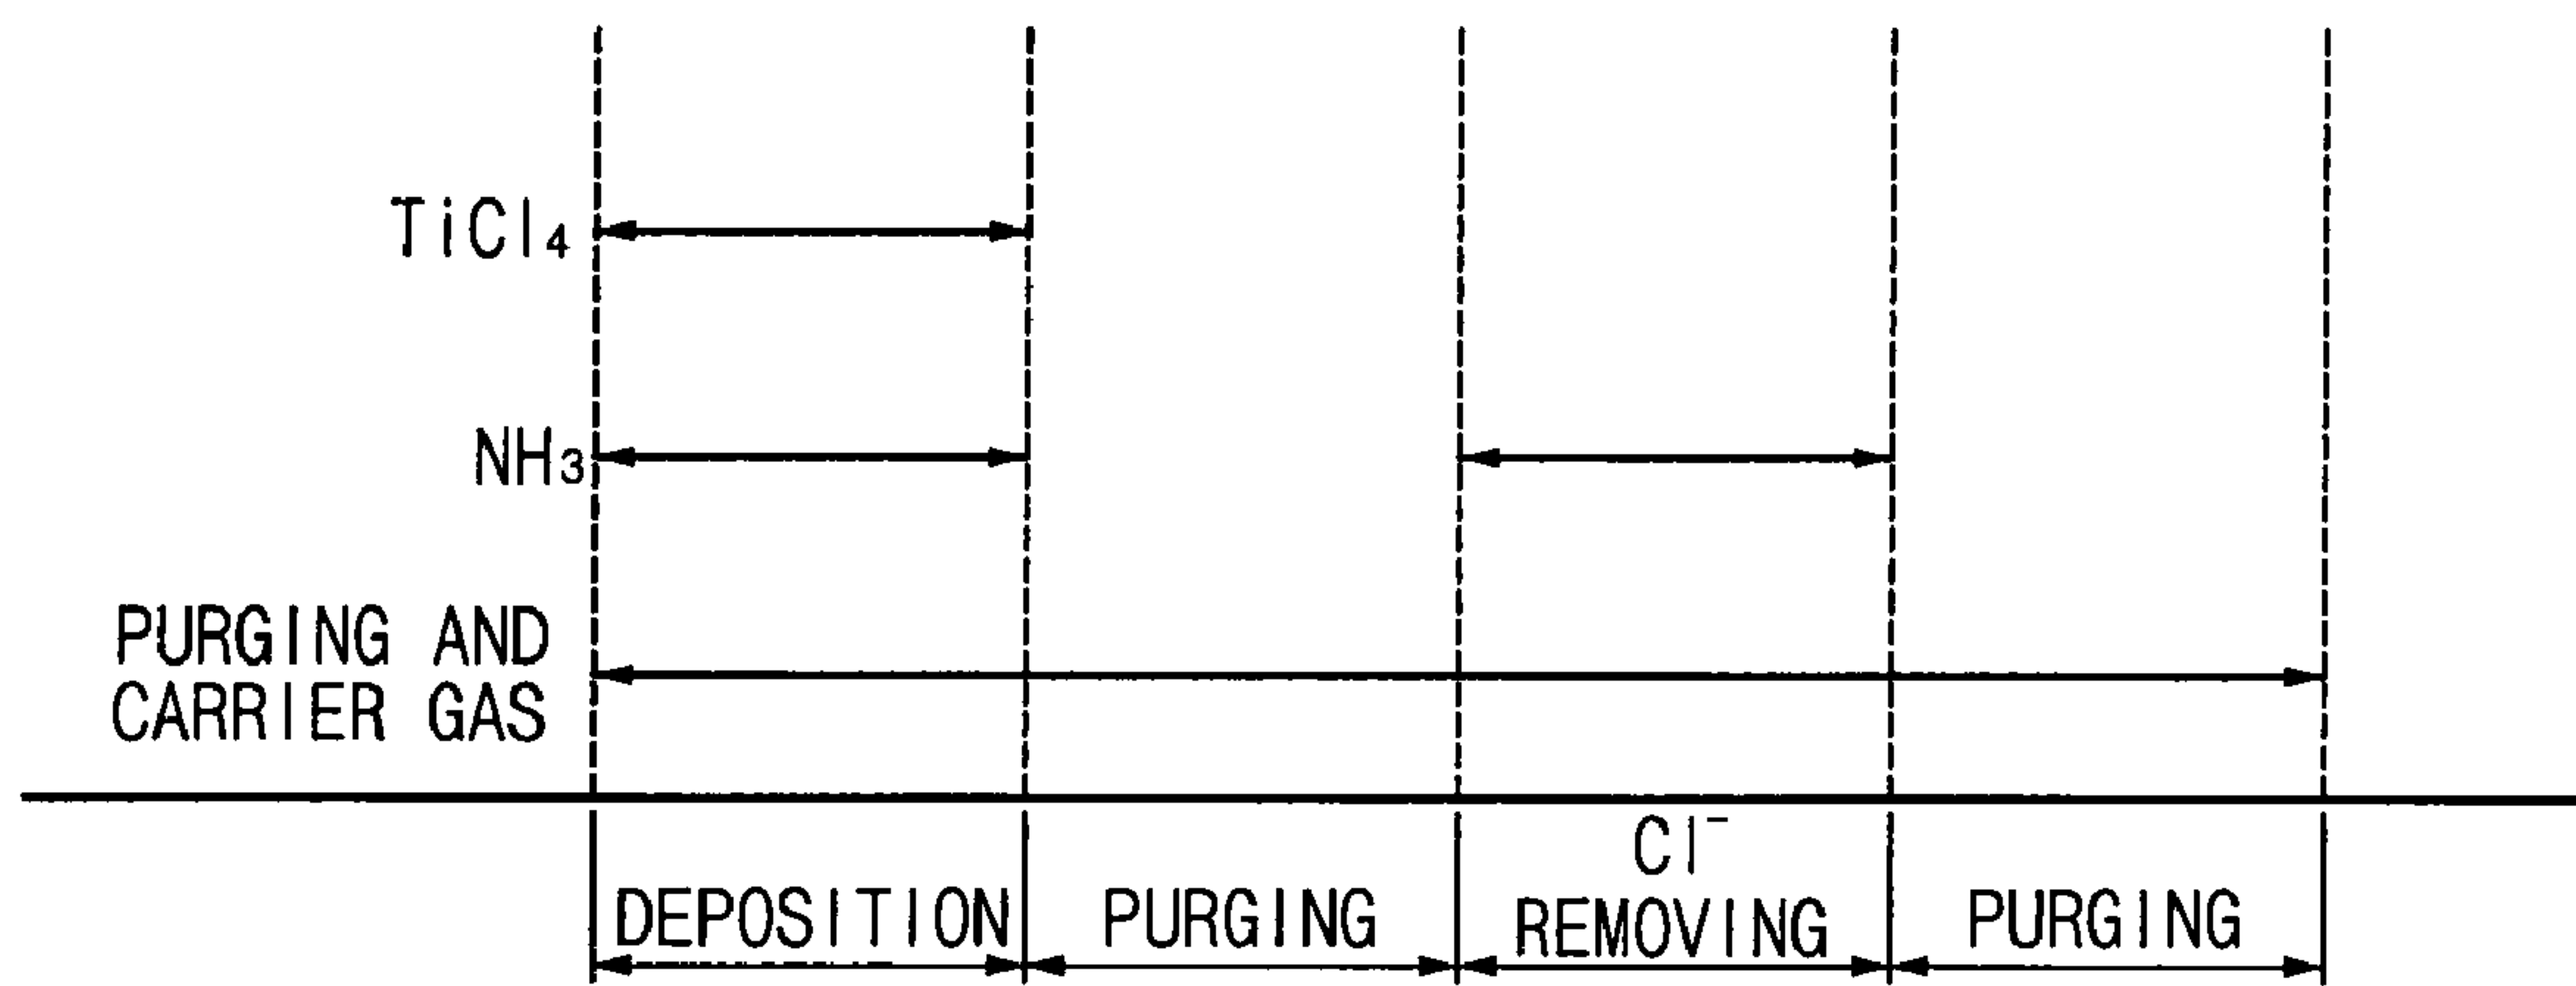 TiCl₄
NH₃
PURGING AND
CARRIER GAS
Cl⁻
DEPOSITION PURGING REMOVING PURGING